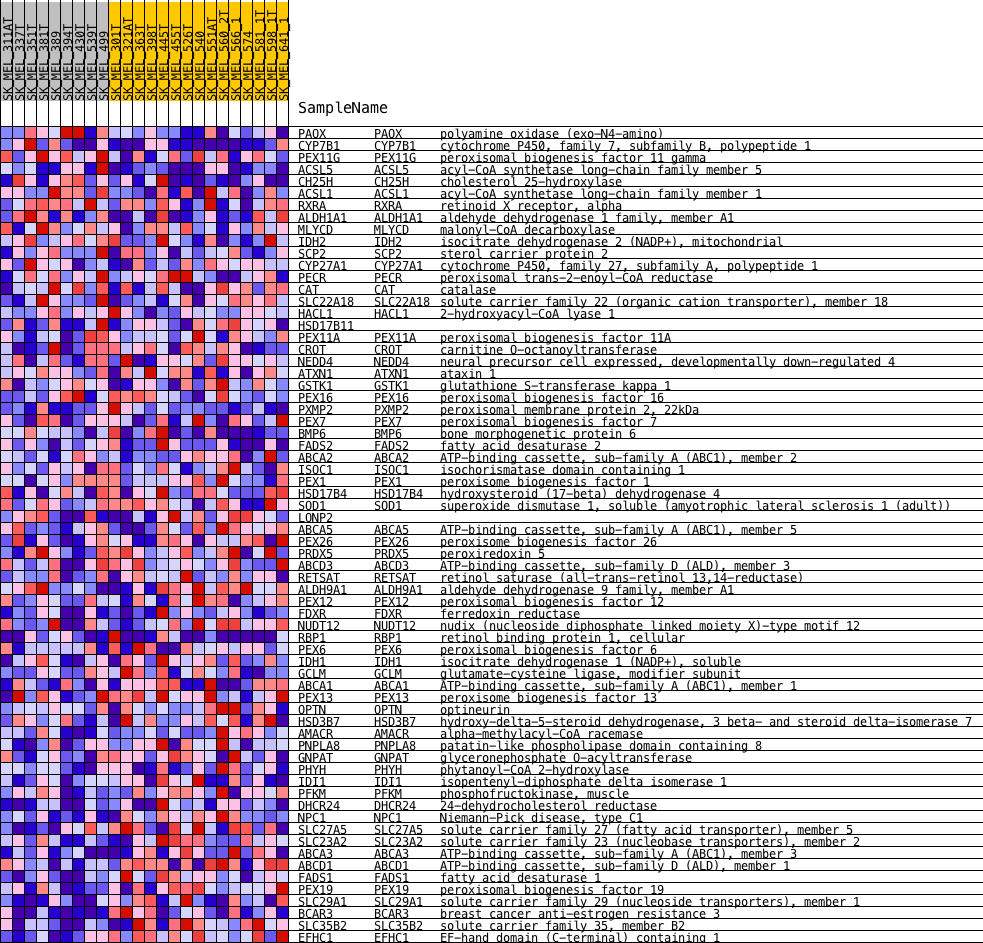 SK_MEL_311AT
SK_MEL_337T
SK_MEL_351T
SK_MEL_381T
SK_MEL_389
SK_MEL_394T
SK_MEL_430T
SK_MEL_539T
SK_MEL_499
SK_MEL_301T
SK_MEL_321AT
SK_MEL_363T
SK_MEL_398T
SK_MEL_445T
SK_MEL_455T
SK_MEL_526T
SK_MEL_540
SK_MEL_551AT
SK_MEL_560_2T
SK_MEL_566_1
SK_MEL_574
SK_MEL_581_1T
SK_MEL_598_1T
SK_MEL_641_1
SampleName
PAOX PAOX polyamine oxidase (exo-N4-amino)
CYP7B1 CYP7B1 cytochrome P450, family 7, subfamily B, polypeptide 1
PEX11G PEX11G peroxisomal biogenesis factor 11 gamma
ACSL5 ACSL5 acyl-CoA synthetase long-chain family member 5
CH25H CH25H cholesterol 25-hydroxylase
ACSL1 ACSL1 acyl-CoA synthetase long-chain family member 1
RXRA RXRA retinoid X receptor, alpha
ALDH1A1 ALDH1A1 aldehyde dehydrogenase 1 family, member A1
MLYCD MLYCD malonyl-CoA decarboxylase
IDH2 IDH2 isocitrate dehydrogenase 2 (NADP+), mitochondrial
SCP2 SCP2 sterol carrier protein 2
CYP27A1 CYP27A1 cytochrome P450, family 27, subfamily A, polypeptide 1
PECR PECR peroxisomal trans-2-enoyl-CoA reductase
CAT CAT catalase
SLC22A18 SLC22A18 solute carrier family 22 (organic cation transporter), member 18
HACL1 HACL1 2-hydroxyacyl-CoA lyase 1
HSD17B11
PEX11A PEX11A peroxisomal biogenesis factor 11A
CROT CROT carnitine O-octanoyltransferase
NEDD4 NEDD4 neural precursor cell expressed, developmentally down-regulated 4
ATXN1 ATXN1 ataxin 1
GSTK1 GSTK1 glutathione S-transferase kappa 1
PEX16 PEX16 peroxisomal biogenesis factor 16
PXMP2 PXMP2 peroxisomal membrane protein 2, 22kDa
PEX7 PEX7 peroxisomal biogenesis factor 7
BMP6 BMP6 bone morphogenetic protein 6
FADS2 FADS2 fatty acid desaturase 2
ABCA2 ABCA2 ATP-binding cassette, sub-family A (ABC1), member 2
ISOC1 ISOC1 isochorismatase domain containing 1
PEX1 PEX1 peroxisome biogenesis factor 1
HSD17B4 HSD17B4 hydroxysteroid (17-beta) dehydrogenase 4
SOD1 SOD1 superoxide dismutase 1, soluble (amyotrophic lateral sclerosis 1 (adult))
LONP2
ABCA5 ABCA5 ATP-binding cassette, sub-family A (ABC1), member 5
PEX26 PEX26 peroxisome biogenesis factor 26
PRDX5 PRDX5 peroxiredoxin 5
ABCD3 ABCD3 ATP-binding cassette, sub-family D (ALD), member 3
RETSAT RETSAT retinol saturase (all-trans-retinol 13,14-reductase)
ALDH9A1 ALDH9A1 aldehyde dehydrogenase 9 family, member A1
PEX12 PEX12 peroxisomal biogenesis factor 12
FDXR FDXR ferredoxin reductase
NUDT12 NUDT12 nudix (nucleoside diphosphate linked moiety X)-type motif 12
RBP1 RBP1 retinol binding protein 1, cellular
PEX6 PEX6 peroxisomal biogenesis factor 6
IDH1 IDH1 isocitrate dehydrogenase 1 (NADP+), soluble
GCLM GCLM glutamate-cysteine ligase, modifier subunit
ABCA1 ABCA1 ATP-binding cassette, sub-family A (ABC1), member 1
PEX13 PEX13 peroxisome biogenesis factor 13
OPTN OPTN optineurin
HSD3B7 HSD3B7 hydroxy-delta-5-steroid dehydrogenase, 3 beta- and steroid delta-isomerase 7
AMACR AMACR alpha-methylacyl-CoA racemase
PNPLA8 PNPLA8 patatin-like phospholipase domain containing 8
GNPAT GNPAT glyceronephosphate O-acyltransferase
PHYH PHYH phytanoyl-CoA 2-hydroxylase
IDI1 IDI1 isopentenyl-diphosphate delta isomerase 1
PFKM PFKM phosphofructokinase, muscle
DHCR24 DHCR24 24-dehydrocholesterol reductase
NPC1 NPC1 Niemann-Pick disease, type C1
SLC27A5 SLC27A5 solute carrier family 27 (fatty acid transporter), member 5
SLC23A2 SLC23A2 solute carrier family 23 (nucleobase transporters), member 2
ABCA3 ABCA3 ATP-binding cassette, sub-family A (ABC1), member 3
ABCD1 ABCD1 ATP-binding cassette, sub-family D (ALD), member 1
FADS1 FADS1 fatty acid desaturase 1
PEX19 PEX19 peroxisomal biogenesis factor 19
SLC29A1 SLC29A1 solute carrier family 29 (nucleoside transporters), member 1
BCAR3 BCAR3 breast cancer anti-estrogen resistance 3
SLC35B2 SLC35B2 solute carrier family 35, member B2
EFHC1 EFHC1 EF-hand domain (C-terminal) containing 1